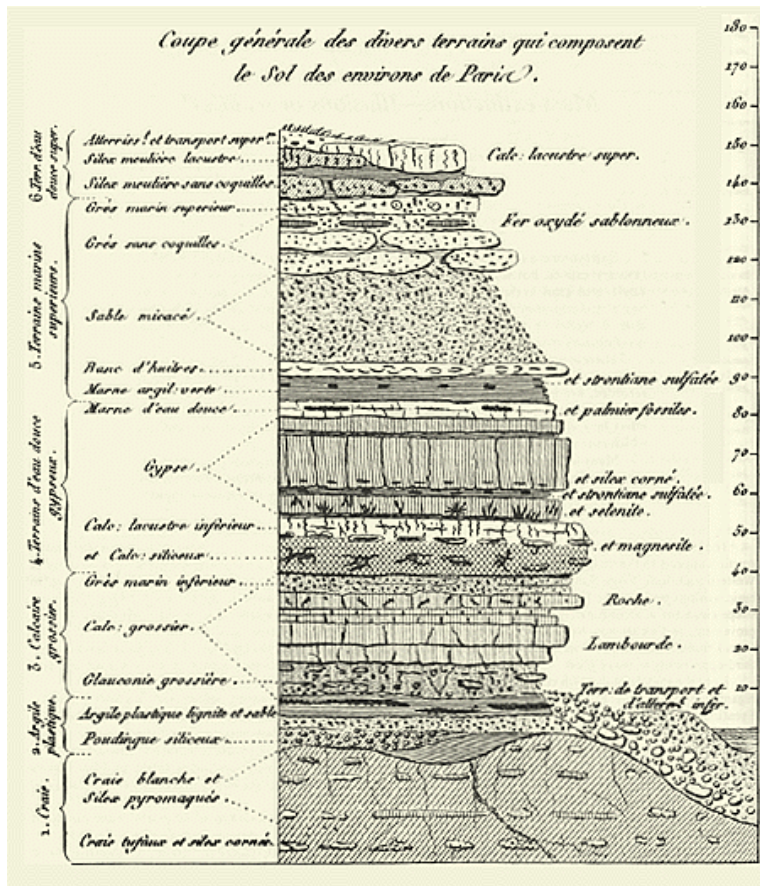 Coupe générale des divers terrains qui composent
le Sol des environs de Paris.
6. Terr. d'eau
douce super.
Atterriss.t et transport super.r
Silex meulière lacustre
Silex meulière sans coquilles
Calc: lacustre super.
5. Terrains marins
supérieurs.
Grès marin superieur
Grès sans coquilles
Sable micacé
Banc d'huitres
Marne argil: verte
Fer oxydé sablonneux.
et strontiane sulfatée
4. Terrains d'eau douce
gypseux.
Marne d'eau douce
Gypse
Calc: lacustre inférieur
et Calc: siliceux
et palmier fossiles.
et silex corné.
et strontiane sulfatée.
et selenite.
et magnesite.
3. Calcaire
grossier.
Grès marin inférieur
Calc: grossier
Glauconie grossière
Roche.
Lambourde.
2. Argile
plastique.
Argile plastique lignite et sable
Poudingue siliceux
Terr: de transport et
d'atterrt. infér.
1. Craie.
Craie blanche et
Silex pyromaques
Craie tufaux et silex cornés.
180
170
160
150
140
130
120
110
100
90
80
70
60
50
40
30
20
10